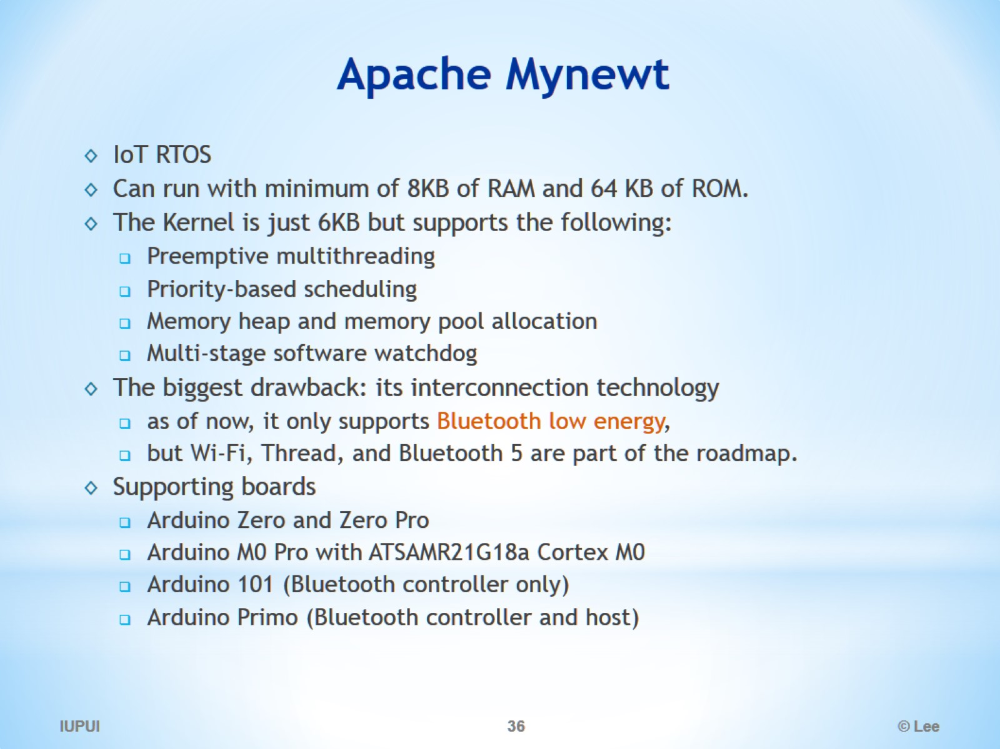 Apache Mynewt
◇ IoT RTOS
◇ Can run with minimum of 8KB of RAM and 64 KB of ROM.
◇ The Kernel is just 6KB but supports the following:
❑ Preemptive multithreading
❑ Priority-based scheduling
❑ Memory heap and memory pool allocation
❑ Multi-stage software watchdog
◇ The biggest drawback: its interconnection technology
❑ as of now, it only supports Bluetooth low energy,
❑ but Wi-Fi, Thread, and Bluetooth 5 are part of the roadmap.
◇ Supporting boards
❑ Arduino Zero and Zero Pro
❑ Arduino M0 Pro with ATSAMR21G18a Cortex M0
❑ Arduino 101 (Bluetooth controller only)
❑ Arduino Primo (Bluetooth controller and host)
IUPUI 36 © Lee